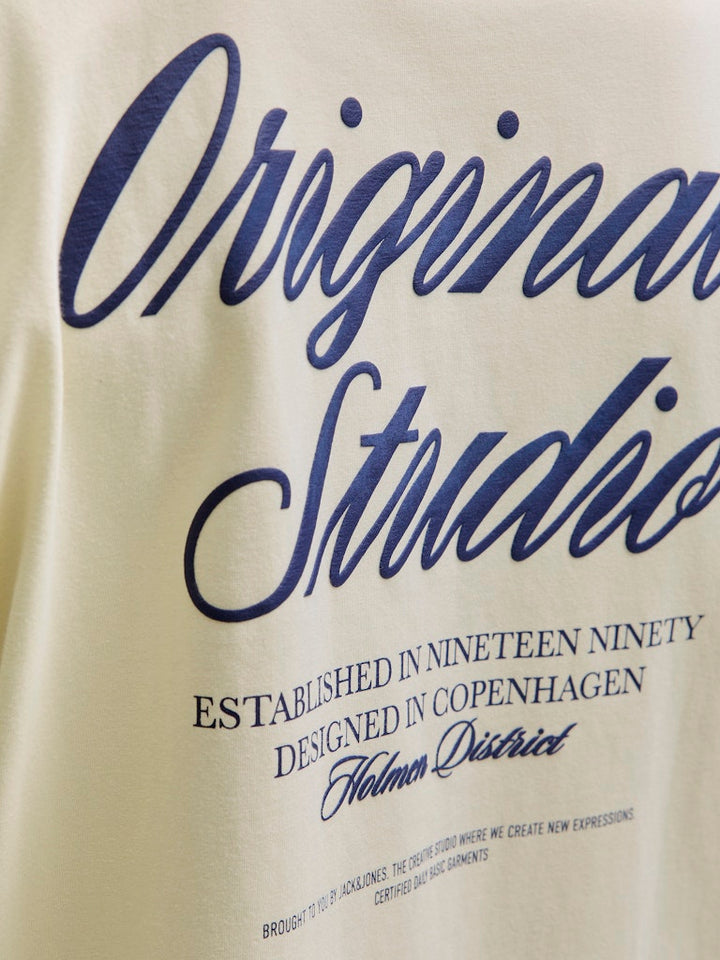 Original
Studio
ESTABLISHED IN NINETEEN NINETY
DESIGNED IN COPENHAGEN
Holmen District
BROUGHT TO YOU BY JACK&JONES. THE CREATIVE STUDIO WHERE WE CREATE NEW EXPRESSIONS.
CERTIFIED DAILY BASIC GARMENTS